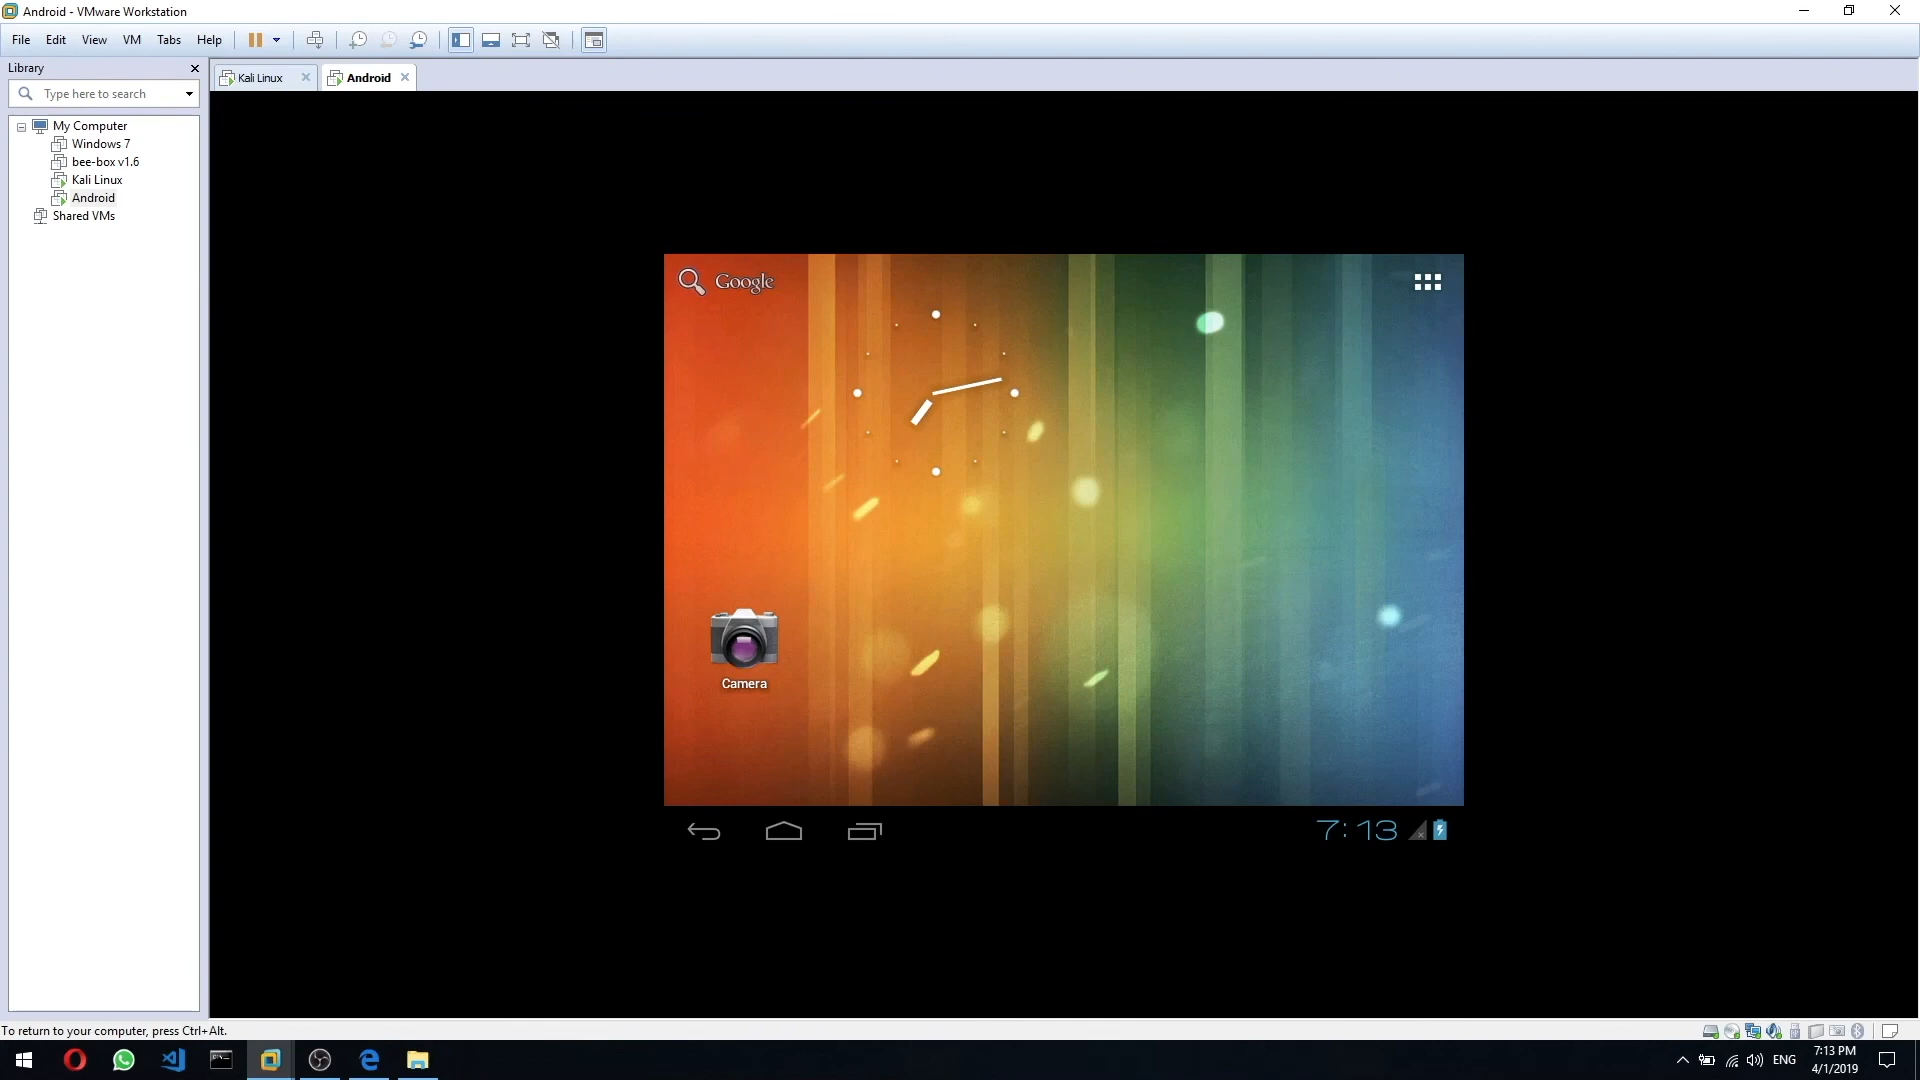 Android - VMware Workstation
File Edit View VM Tabs Help
Library
Type here to search
My Computer
Windows 7
bee-box v1.6
Kali Linux
Android
Shared VMs
Kali Linux
Android
Google
Camera
7:13
To return to your computer, press Ctrl+Alt.
ENG
7:13 PM
4/1/2019